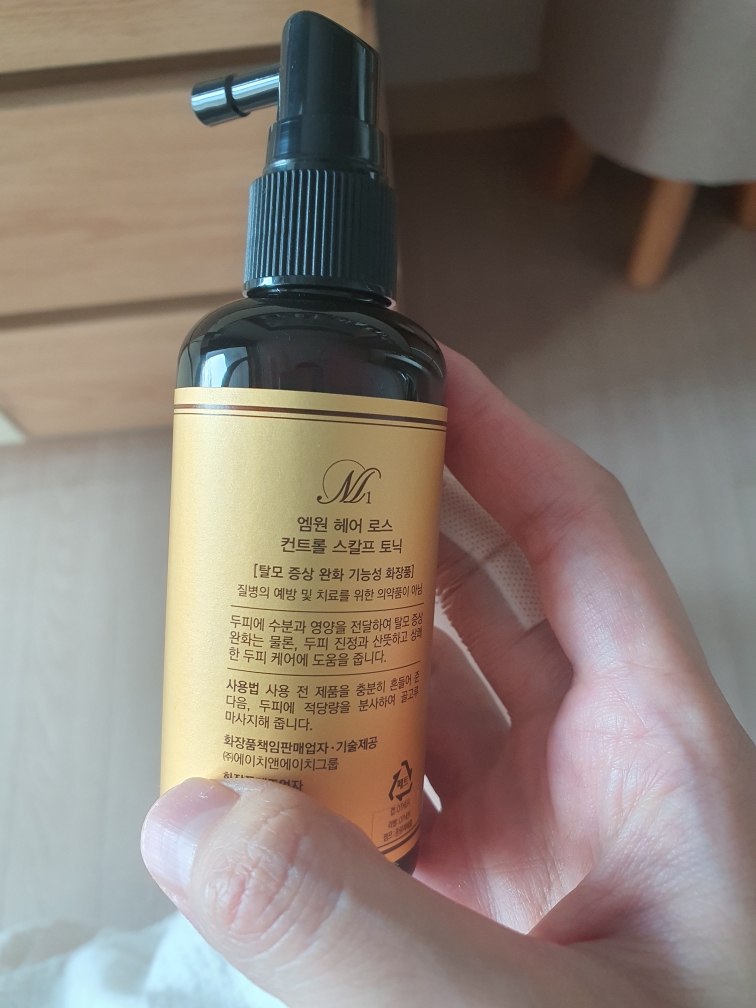 M1
엠원 헤어 로스
컨트롤 스칼프 토닉
[탈모 증상 완화 기능성 화장품]
질병의 예방 및 치료를 위한 의약품이 아님
두피에 수분과 영양을 전달하여 탈모 증상
완화는 물론, 두피 진정과 산뜻하고 상쾌
한 두피 케어에 도움을 줍니다.
사용법 사용 전 제품을 충분히 흔들어 준
다음, 두피에 적당량을 분사하여 골고루
마사지해 줍니다.
화장품책임판매업자·기술제공
㈜에이치앤에이치그룹
페트